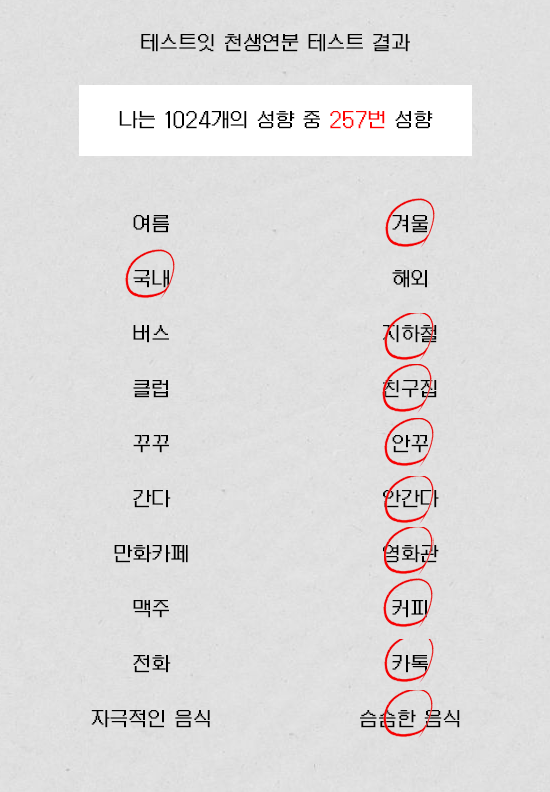 테스트잇 천생연분 테스트 결과
나는 1024개의 성향 중 257번 성향
여름 겨울
국내 해외
버스 지하철
클럽 친구집
꾸꾸 안꾸
간다 안간다
만화카페 영화관
맥주 커피
전화 카톡
자극적인 음식 슴슴한 음식